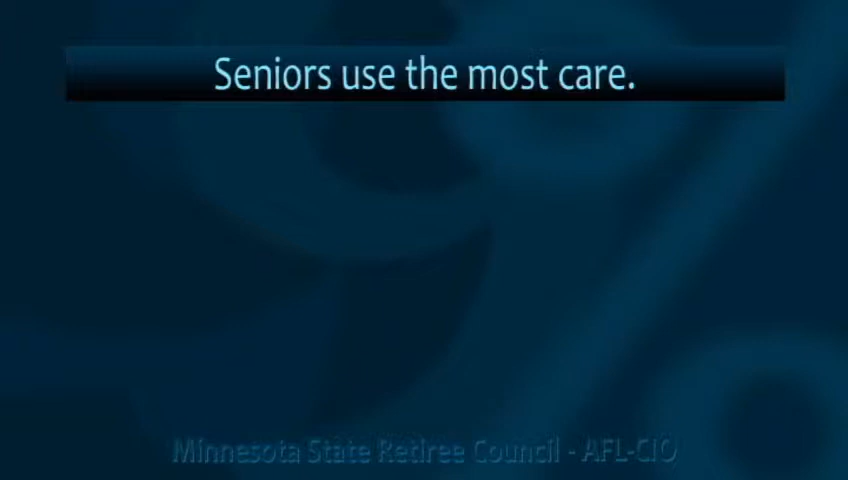 Seniors use the most care.
Minnesota State Retiree Council - AFL-CIO